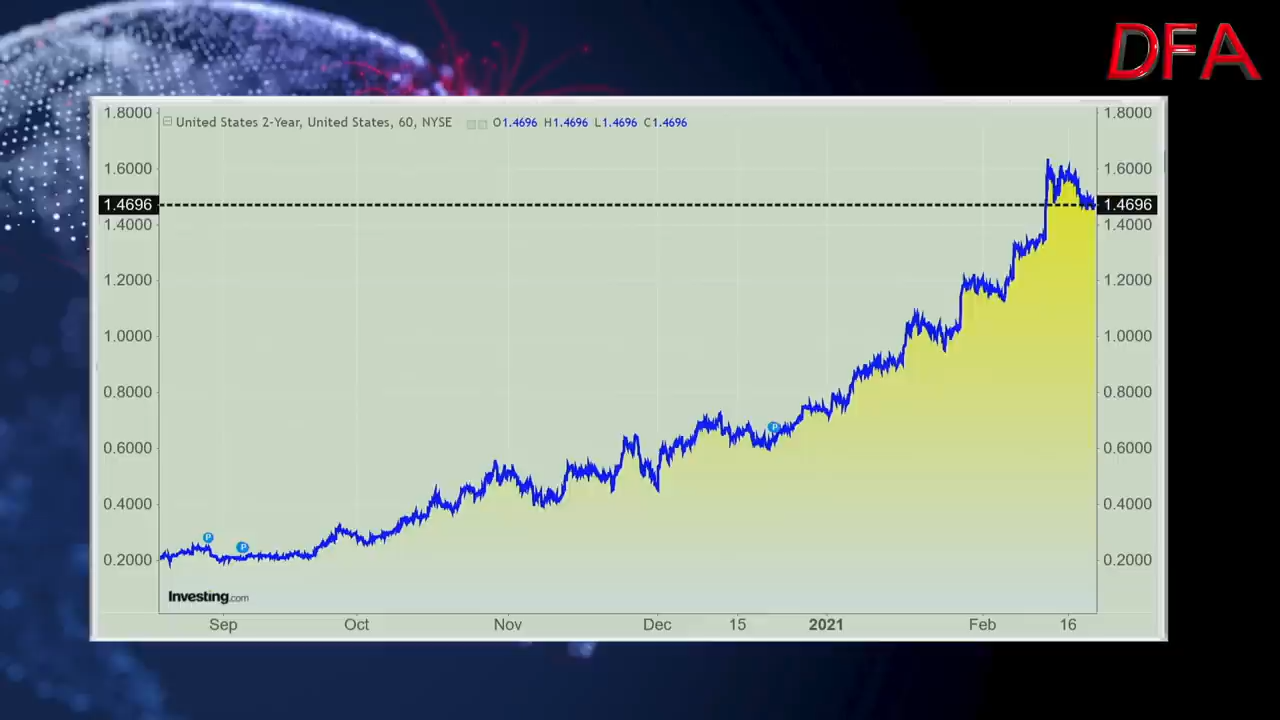 DFA
1.8000 1.8000
United States 2-Year, United States, 60, NYSE O1.4696 H1.4696 L1.4696 C1.4696
1.6000 1.6000
1.4696 1.4696
1.4000 1.4000
1.2000 1.2000
1.0000 1.0000
0.8000 0.8000
P
0.6000 0.6000
0.4000 0.4000
P P
0.2000 0.2000
Investing.com
Sep Oct Nov Dec 15 2021 Feb 16